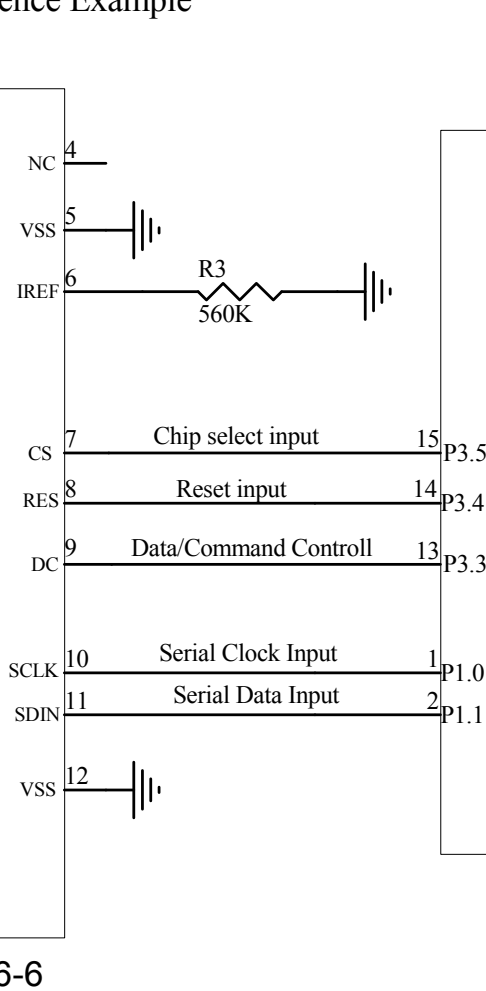 ence Example
NC 4
VSS 5
IREF 6
R3
560K
CS 7 Chip select input 15 P3.5
RES 8 Reset input 14 P3.4
DC 9 Data/Command Controll 13 P3.3
SCLK 10 Serial Clock Input 1 P1.0
SDIN 11 Serial Data Input 2 P1.1
VSS 12
6-6